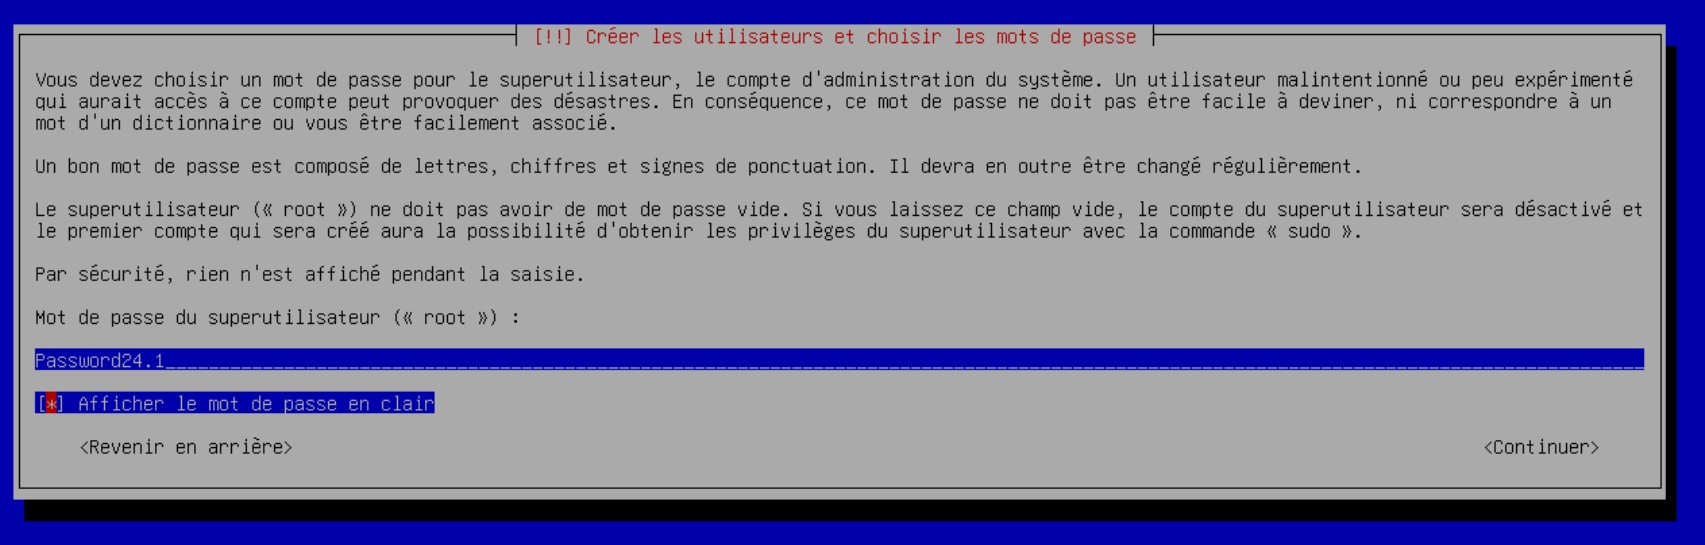 [!!] Créer les utilisateurs et choisir les mots de passe
Vous devez choisir un mot de passe pour le superutilisateur, le compte d'administration du système. Un utilisateur malintentionné ou peu expérimenté
qui aurait accès à ce compte peut provoquer des désastres. En conséquence, ce mot de passe ne doit pas être facile à deviner, ni correspondre à un
mot d'un dictionnaire ou vous être facilement associé.
Un bon mot de passe est composé de lettres, chiffres et signes de ponctuation. Il devra en outre être changé régulièrement.
Le superutilisateur (« root ») ne doit pas avoir de mot de passe vide. Si vous laissez ce champ vide, le compte du superutilisateur sera désactivé et
le premier compte qui sera créé aura la possibilité d'obtenir les privilèges du superutilisateur avec la commande « sudo ».
Par sécurité, rien n'est affiché pendant la saisie.
Mot de passe du superutilisateur (« root ») :
Password24.1
[*] Afficher le mot de passe en clair
<Revenir en arrière> <Continuer>